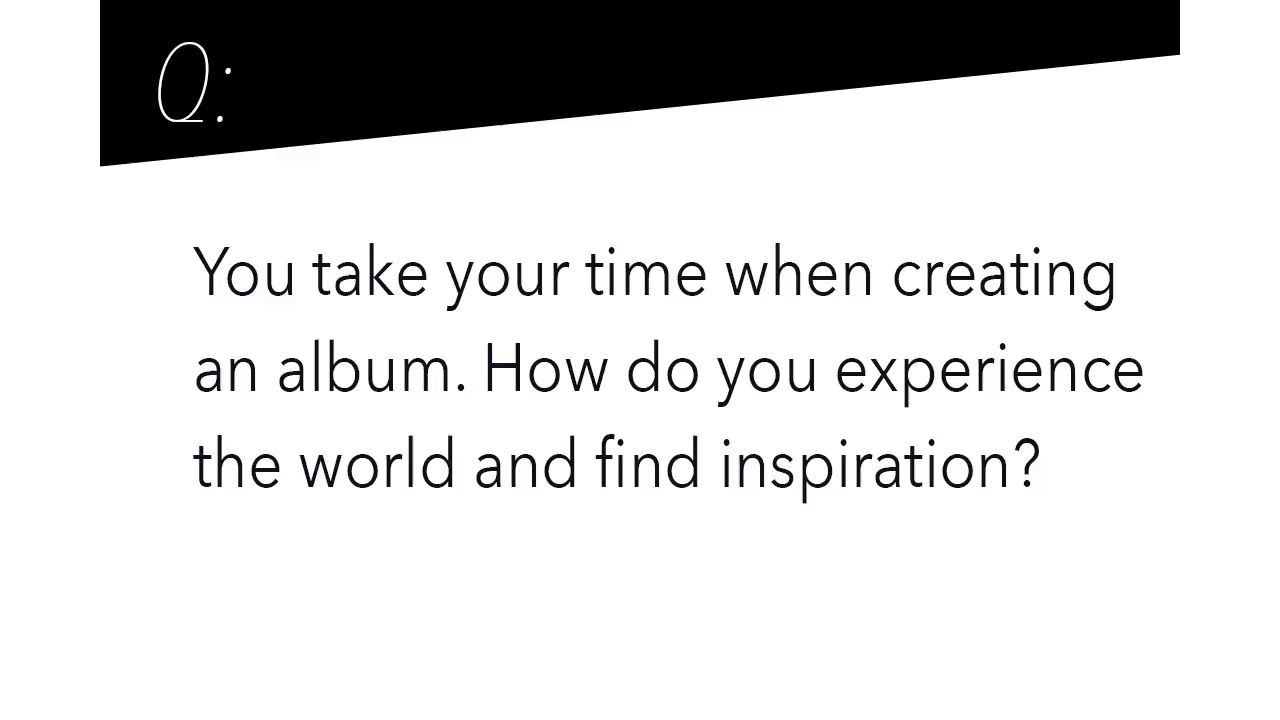 Q:
You take your time when creating
an album. How do you experience
the world and find inspiration?